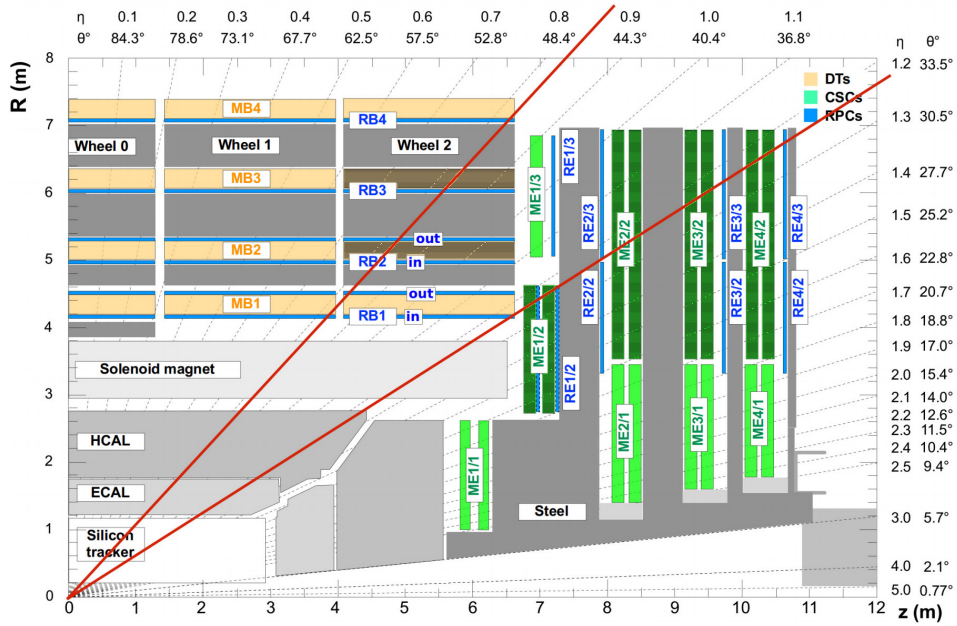 η 0.1 0.2 0.3 0.4 0.5 0.6 0.7 0.8 0.9 1.0 1.1
θ° 84.3° 78.6° 73.1° 67.7° 62.5° 57.5° 52.8° 48.4° 44.3° 40.4° 36.8° η θ°
R (m)
8
7
6
5
4
3
2
1
0
1.2 33.5°
1.3 30.5°
1.4 27.7°
1.5 25.2°
1.6 22.8°
1.7 20.7°
1.8 18.8°
1.9 17.0°
2.0 15.4°
2.1 14.0°
2.2 12.6°
2.3 11.5°
2.4 10.4°
2.5 9.4°
3.0 5.7°
4.0 2.1°
5.0 0.77°
DTs
CSCs
RPCs
MB4
RB4
Wheel 0 Wheel 1 Wheel 2
MB3
RB3
out
MB2
RB2 in
out
MB1
RB1 in
Solenoid magnet
HCAL
ECAL
Silicon
tracker
Steel
ME1/3
RE1/3
ME1/2
RE1/2
ME1/1
RE2/3
RE2/2
ME2/2
ME2/1
ME3/2
ME3/1
RE3/3
RE3/2
ME4/2
ME4/1
RE4/3
RE4/2
0 1 2 3 4 5 6 7 8 9 10 11 12
z (m)